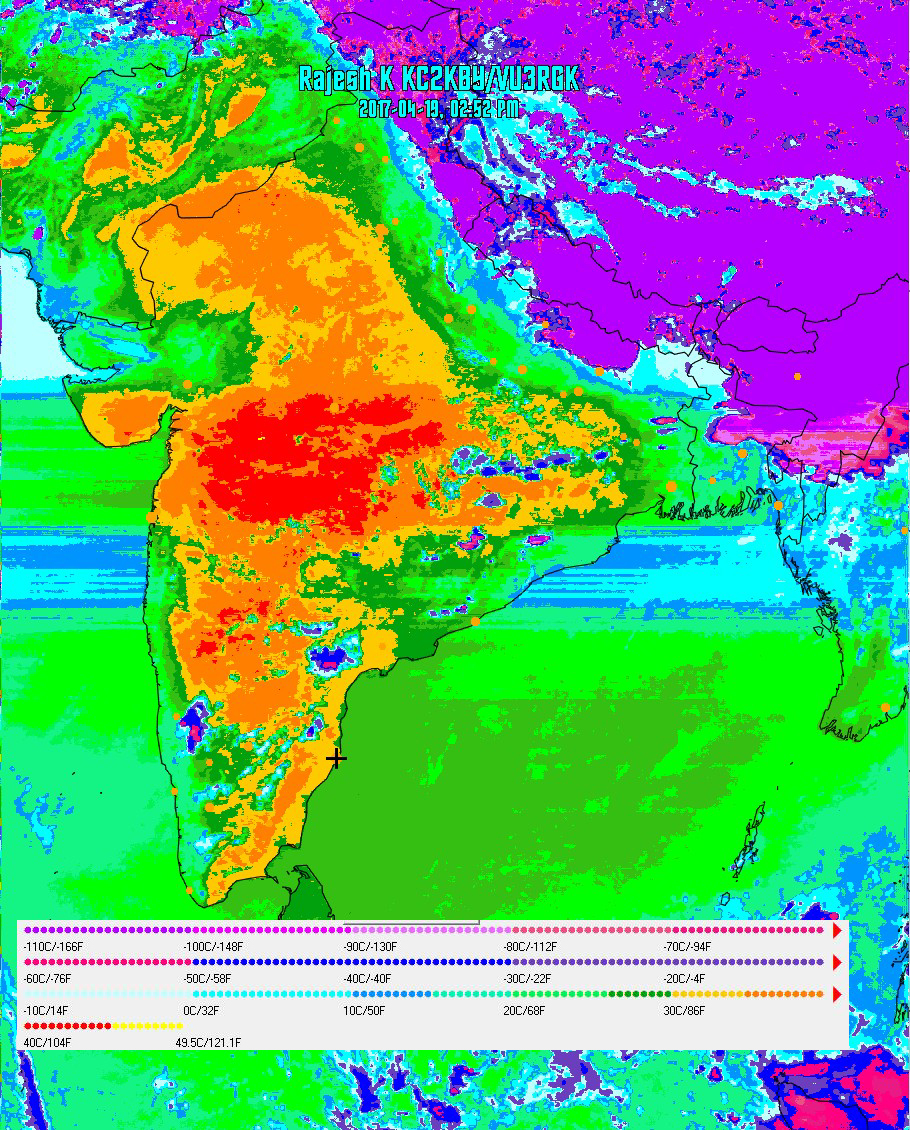 Rajesh K KC2KBY/VU3RGK
2017-04-19, 02:52 PM
-110C/-166F -100C/-148F -90C/-130F -80C/-112F -70C/-94F
-60C/-76F -50C/-58F -40C/-40F -30C/-22F -20C/-4F
-10C/14F 0C/32F 10C/50F 20C/68F 30C/86F
40C/104F 49.5C/121.1F